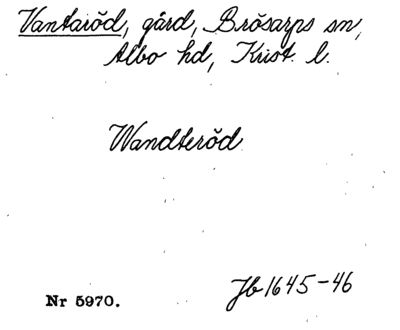 Vantaröd, gård, Brösarps sn,
Albo hd, Krist. l.
Wandteröd
Jb 1645-46
Nr 5970.